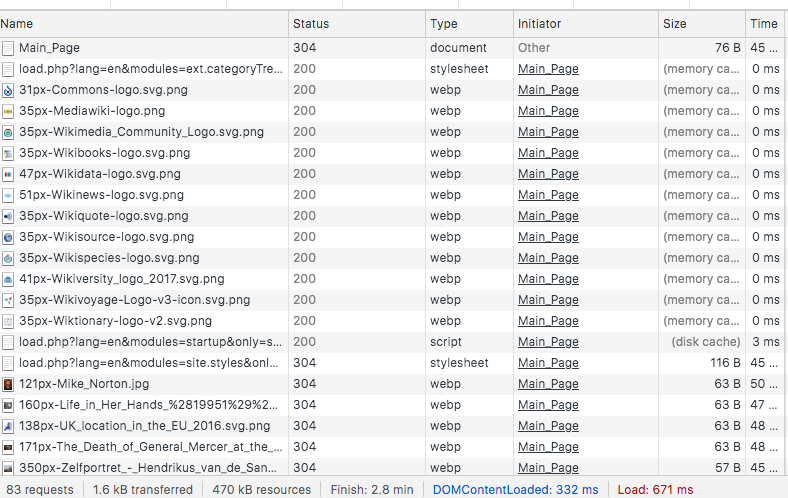 Name Status Type Initiator Size Time
Main_Page 304 document Other 76 B 45 ...
load.php?lang=en&modules=ext.categoryTre... 200 stylesheet Main_Page (memory ca... 0 ms
31px-Commons-logo.svg.png 200 webp Main_Page (memory ca... 0 ms
35px-Mediawiki-logo.png 200 webp Main_Page (memory ca... 0 ms
35px-Wikimedia_Community_Logo.svg.png 200 webp Main_Page (memory ca... 0 ms
35px-Wikibooks-logo.svg.png 200 webp Main_Page (memory ca... 0 ms
47px-Wikidata-logo.svg.png 200 webp Main_Page (memory ca... 0 ms
51px-Wikinews-logo.svg.png 200 webp Main_Page (memory ca... 0 ms
35px-Wikiquote-logo.svg.png 200 webp Main_Page (memory ca... 0 ms
35px-Wikisource-logo.svg.png 200 webp Main_Page (memory ca... 0 ms
35px-Wikispecies-logo.svg.png 200 webp Main_Page (memory ca... 0 ms
41px-Wikiversity_logo_2017.svg.png 200 webp Main_Page (memory ca... 0 ms
35px-Wikivoyage-Logo-v3-icon.svg.png 200 webp Main_Page (memory ca... 0 ms
35px-Wiktionary-logo-v2.svg.png 200 webp Main_Page (memory ca... 0 ms
load.php?lang=en&modules=startup&only=s... 200 script Main_Page (disk cache) 3 ms
load.php?lang=en&modules=site.styles&onl... 304 stylesheet Main_Page 116 B 45 ...
121px-Mike_Norton.jpg 304 webp Main_Page 63 B 50 ...
160px-Life_in_Her_Hands_%2819951%29%2... 304 webp Main_Page 63 B 47 ...
138px-UK_location_in_the_EU_2016.svg.png 304 webp Main_Page 63 B 48 ...
171px-The_Death_of_General_Mercer_at_the_... 304 webp Main_Page 63 B 48 ...
350px-Zelfportret_-_Hendrikus_van_de_San... 304 webp Main_Page 57 B 45 ...
83 requests 1.6 kB transferred 470 kB resources Finish: 2.8 min DOMContentLoaded: 332 ms Load: 671 ms